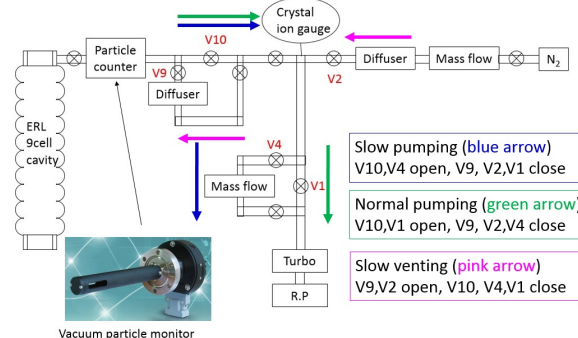 Crystal
ion gauge
V10
Particle
counter
V9
V2
Diffuser
Mass flow
N2
Diffuser
ERL
9cell
cavity
V4
Mass flow
V1
Slow pumping (blue arrow)
V10,V4 open, V9, V2,V1 close
Normal pumping (green arrow)
V10,V1 open, V9, V2,V4 close
Turbo
Slow venting (pink arrow)
V9,V2 open, V10, V4,V1 close
R.P
Vacuum particle monitor